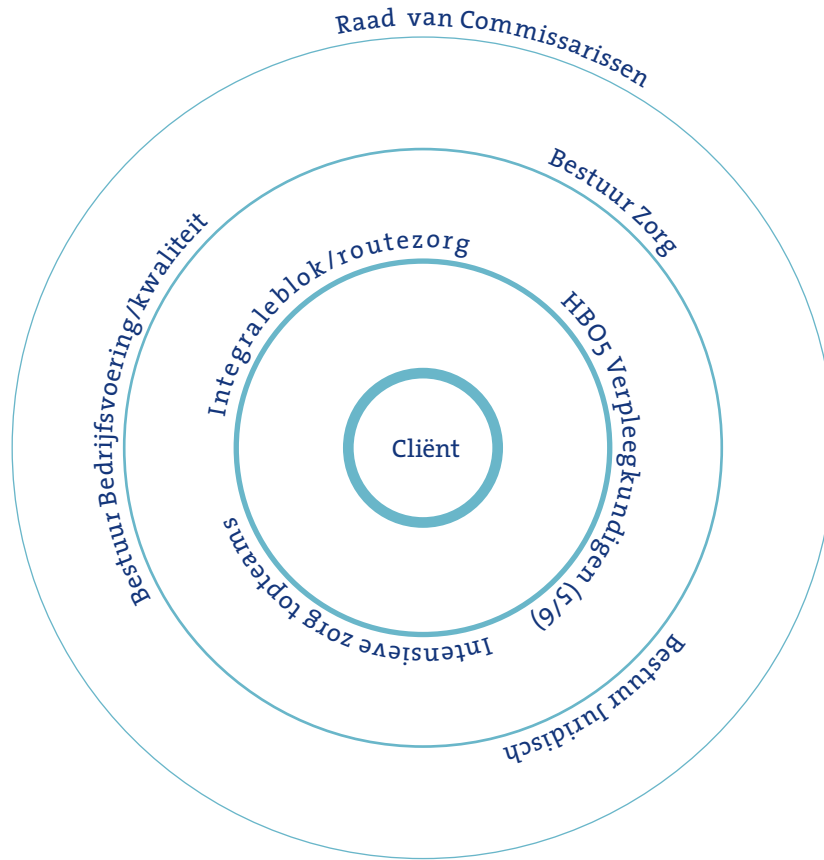 Raad van Commissarissen
Bestuur Zorg
Bestuur Bedrijfsvoering/kwaliteit
Bestuur Juridisch
Integraleblok/routezorg
HBO5 Verpleegkundigen (5/6)
Intensieve zorg topteams
Cliënt